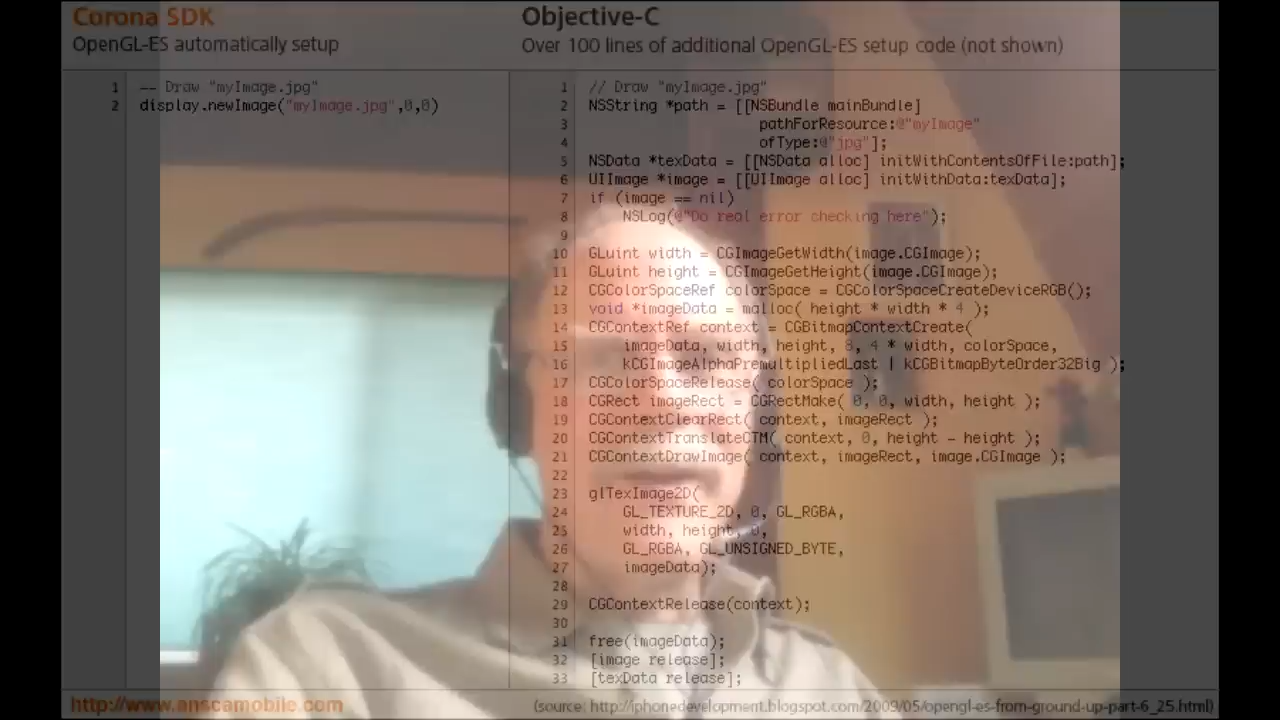 Corona SDK
OpenGL-ES automatically setup
1 -- Draw "myImage.jpg"
2 display.newImage("myImage.jpg",0,0)
http://www.anscamobile.com
Objective-C
Over 100 lines of additional OpenGL-ES setup code (not shown)
1 // Draw "myImage.jpg"
2 NSString *path = [[NSBundle mainBundle]
3 pathForResource:@"myImage"
4 ofType:@"jpg"];
5 NSData *texData = [[NSData alloc] initWithContentsOfFile:path];
6 UIImage *image = [[UIImage alloc] initWithData:texData];
7 if (image == nil)
8 NSLog(@"Do real error checking here");
9
10 GLuint width = CGImageGetWidth(image.CGImage);
11 GLuint height = CGImageGetHeight(image.CGImage);
12 CGColorSpaceRef colorSpace = CGColorSpaceCreateDeviceRGB();
13 void *imageData = malloc( height * width * 4 );
14 CGContextRef context = CGBitmapContextCreate(
15 imageData, width, height, 8, 4 * width, colorSpace,
16 kCGImageAlphaPremultipliedLast | kCGBitmapByteOrder32Big );
17 CGColorSpaceRelease( colorSpace );
18 CGRect imageRect = CGRectMake( 0, 0, width, height );
19 CGContextClearRect( context, imageRect );
20 CGContextTranslateCTM( context, 0, height - height );
21 CGContextDrawImage( context, imageRect, image.CGImage );
22
23 glTexImage2D(
24 GL_TEXTURE_2D, 0, GL_RGBA,
25 width, height, 0,
26 GL_RGBA, GL_UNSIGNED_BYTE,
27 imageData);
28
29 CGContextRelease(context);
30
31 free(imageData);
32 [image release];
33 [texData release];
(source: http://iphonedevelopment.blogspot.com/2009/05/opengl-es-from-ground-up-part-6_25.html)